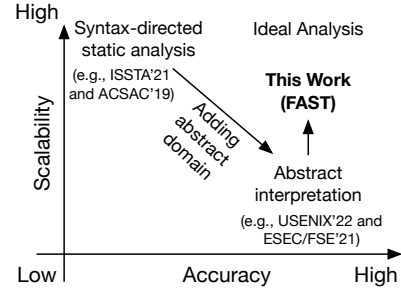 High
Syntax-directed
static analysis
(e.g., ISSTA'21
and ACSAC'19)
Ideal Analysis
This Work
(FAST)
Scalability
Adding
abstract
domain
Abstract
interpretation
(e.g., USENIX'22 and
ESEC/FSE'21)
Low
Accuracy
High